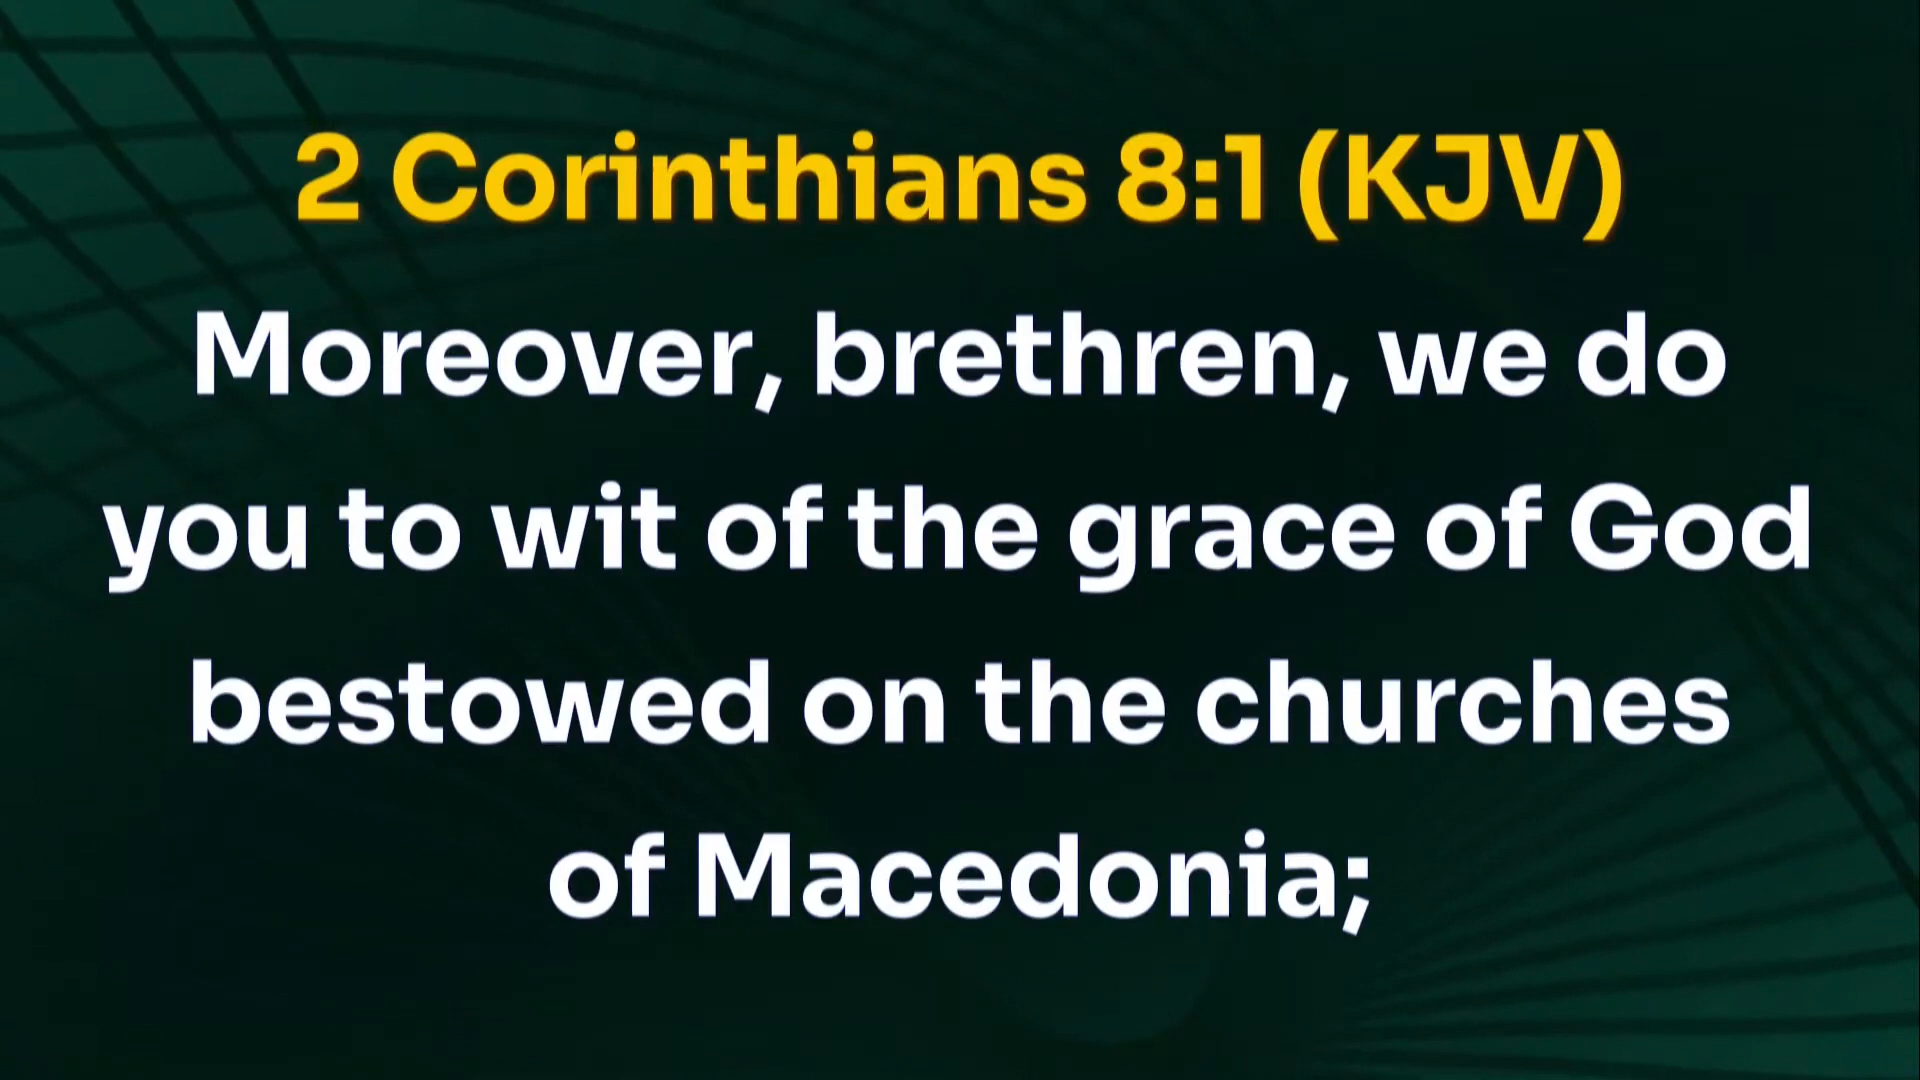 2 Corinthians 8:1 (KJV)
Moreover, brethren, we do
you to wit of the grace of God
bestowed on the churches
of Macedonia;